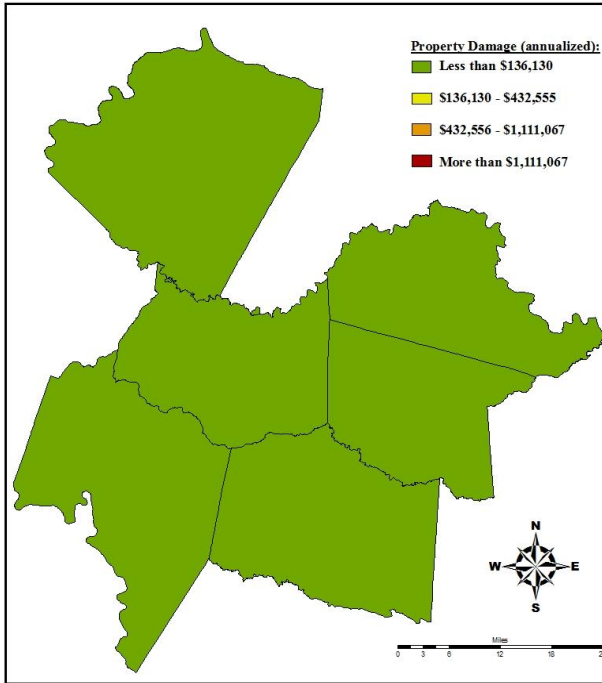 Property Damage (annualized):
Less than $136,130
$136,130 - $432,555
$432,556 - $1,111,067
More than $1,111,067
N
W E
S
Miles
0 3 6 12 18